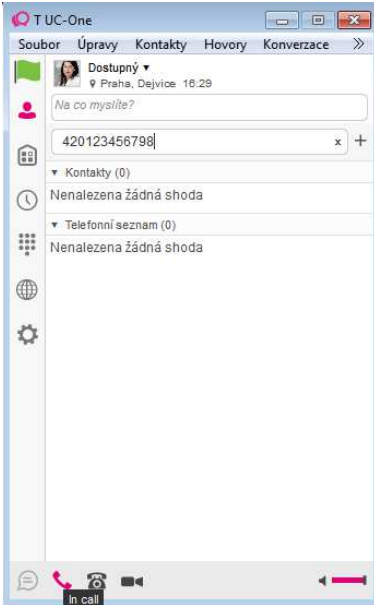 T UC-One
Soubor Úpravy Kontakty Hovory Konverzace »
Dostupný ▾
Praha, Dejvice 16:29
Na co myslíte?
420123456798 x +
▾ Kontakty (0)
Nenalezena žádná shoda
▾ Telefonní seznam (0)
Nenalezena žádná shoda
In call